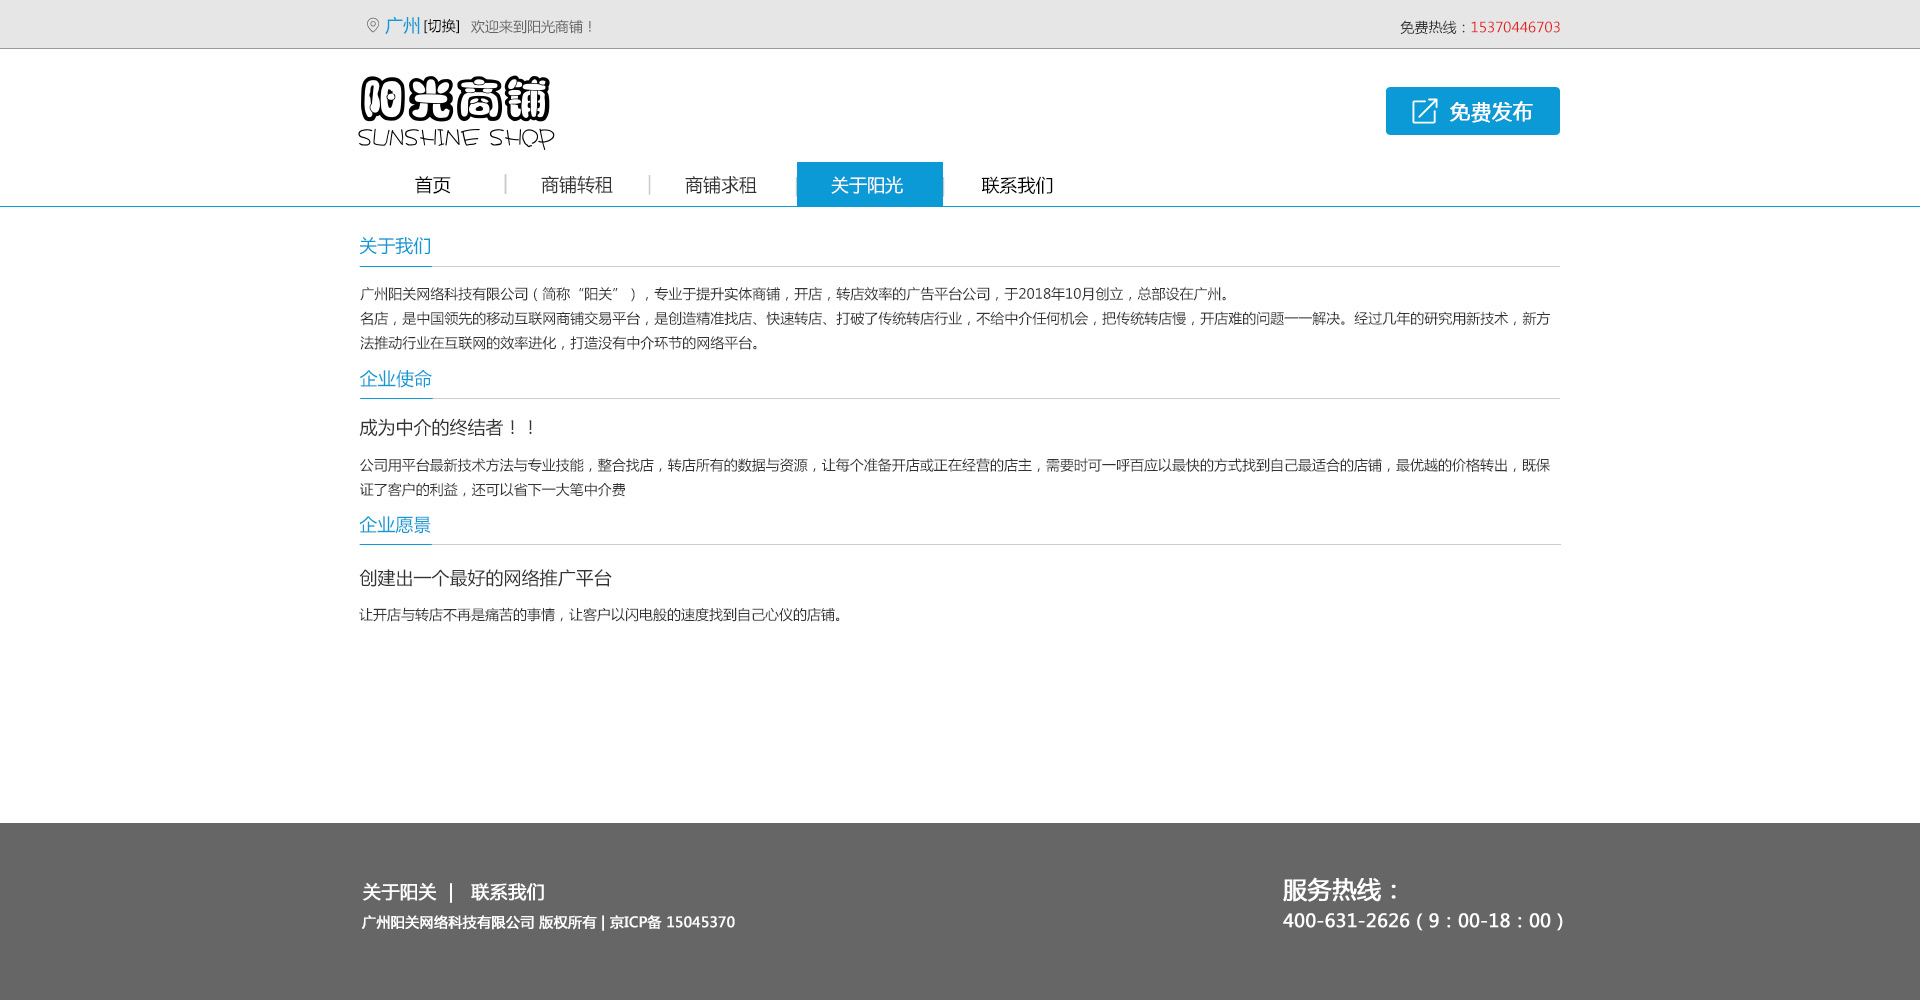 广州 [切换] 欢迎来到阳光商铺！
免费热线：15370446703
阳光商铺
SUNSHINE SHOP
免费发布
首页 | 商铺转租 | 商铺求租 | 关于阳光 | 联系我们
关于我们
广州阳关网络科技有限公司（简称“阳关”），专业于提升实体商铺，开店，转店效率的广告平台公司，于2018年10月创立，总部设在广州。
名店，是中国领先的移动互联网商铺交易平台，是创造精准找店、快速转店、打破了传统转店行业，不给中介任何机会，把传统转店慢，开店难的问题一一解决。经过几年的研究用新技术，新方
法推动行业在互联网的效率进化，打造没有中介环节的网络平台。
企业使命
成为中介的终结者！！
公司用平台最新技术方法与专业技能，整合找店，转店所有的数据与资源，让每个准备开店或正在经营的店主，需要时可一呼百应以最快的方式找到自己最适合的店铺，最优越的价格转出，既保
证了客户的利益，还可以省下一大笔中介费
企业愿景
创建出一个最好的网络推广平台
让开店与转店不再是痛苦的事情，让客户以闪电般的速度找到自己心仪的店铺。
关于阳关 | 联系我们
广州阳关网络科技有限公司 版权所有 | 京ICP备 15045370
服务热线：
400-631-2626（9：00-18：00）